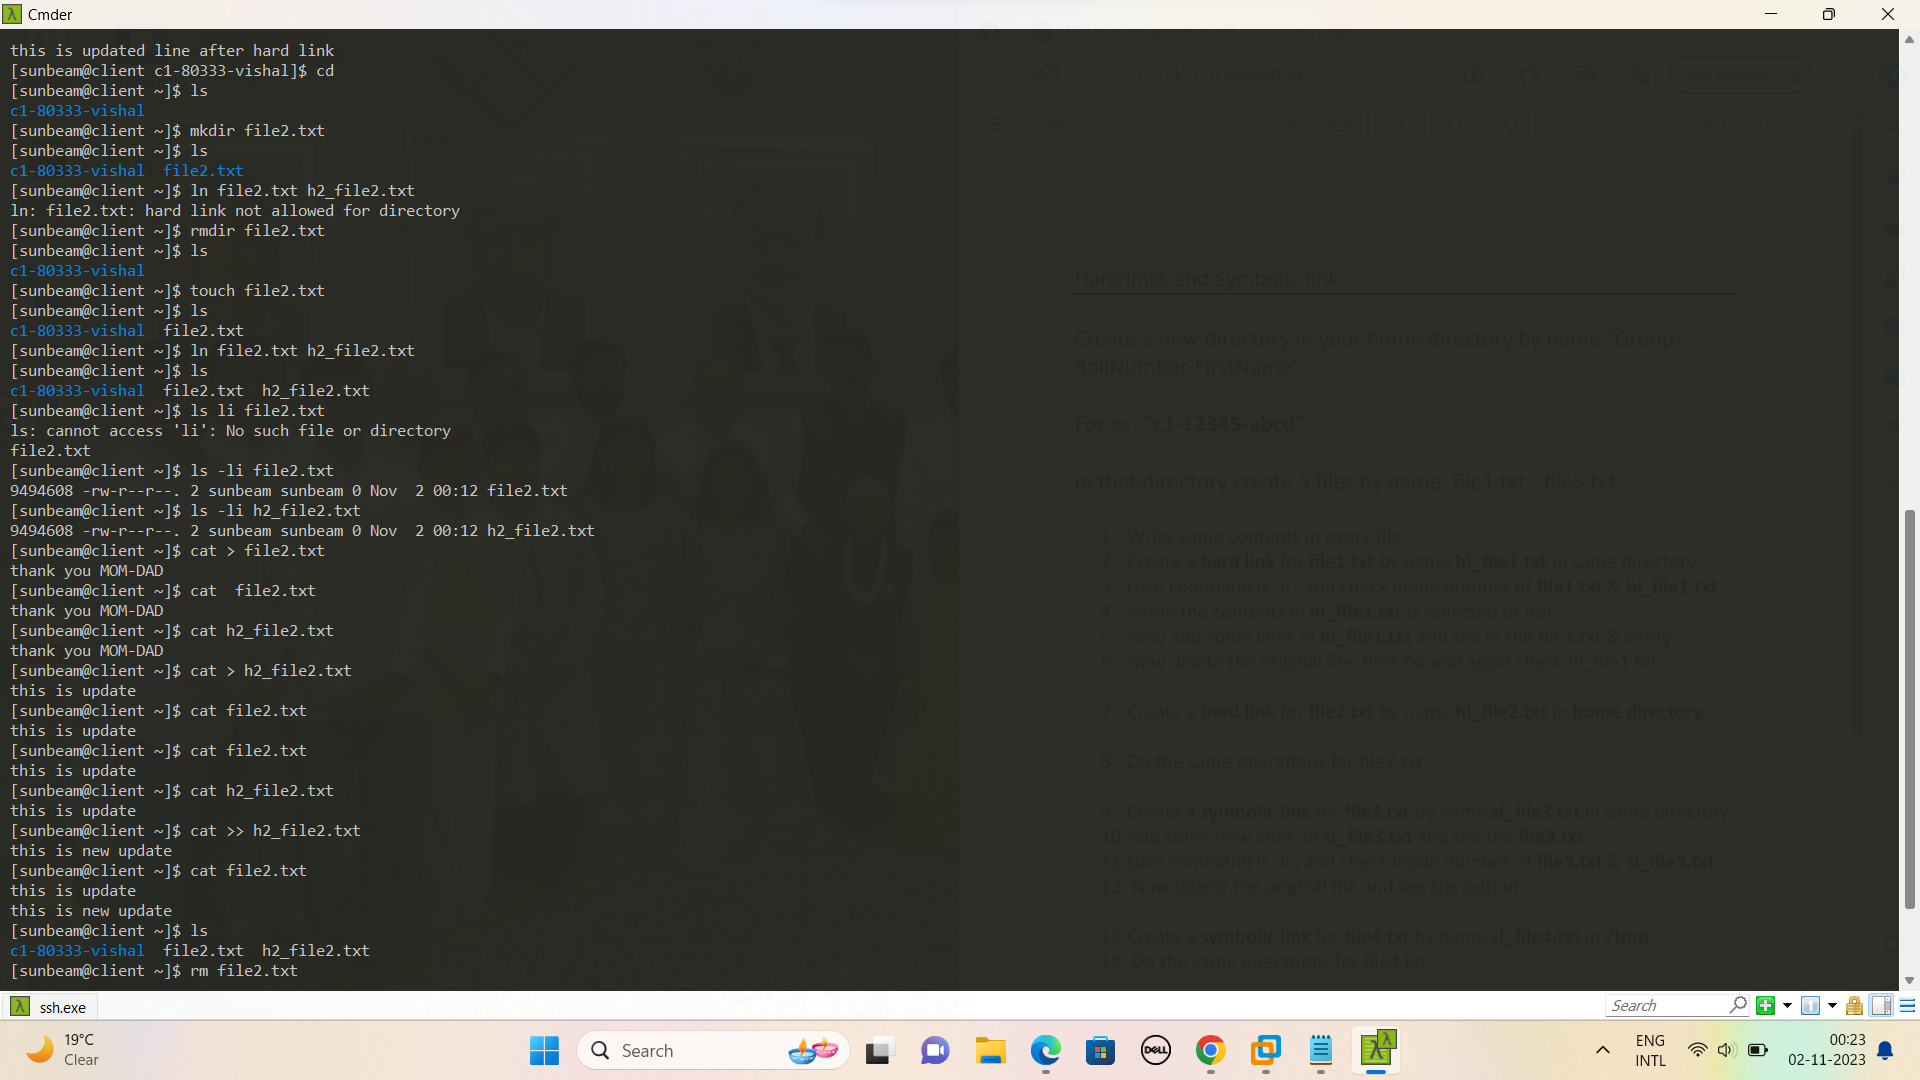 Cmder
this is updated line after hard link
[sunbeam@client c1-80333-vishal]$ cd
[sunbeam@client ~]$ ls
c1-80333-vishal
[sunbeam@client ~]$ mkdir file2.txt
[sunbeam@client ~]$ ls
c1-80333-vishal  file2.txt
[sunbeam@client ~]$ ln file2.txt h2_file2.txt
ln: file2.txt: hard link not allowed for directory
[sunbeam@client ~]$ rmdir file2.txt
[sunbeam@client ~]$ ls
c1-80333-vishal
[sunbeam@client ~]$ touch file2.txt
[sunbeam@client ~]$ ls
c1-80333-vishal  file2.txt
[sunbeam@client ~]$ ln file2.txt h2_file2.txt
[sunbeam@client ~]$ ls
c1-80333-vishal  file2.txt  h2_file2.txt
[sunbeam@client ~]$ ls li file2.txt
ls: cannot access 'li': No such file or directory
file2.txt
[sunbeam@client ~]$ ls -li file2.txt
9494608 -rw-r--r--. 2 sunbeam sunbeam 0 Nov  2 00:12 file2.txt
[sunbeam@client ~]$ ls -li h2_file2.txt
9494608 -rw-r--r--. 2 sunbeam sunbeam 0 Nov  2 00:12 h2_file2.txt
[sunbeam@client ~]$ cat > file2.txt
thank you MOM-DAD
[sunbeam@client ~]$ cat  file2.txt
thank you MOM-DAD
[sunbeam@client ~]$ cat h2_file2.txt
thank you MOM-DAD
[sunbeam@client ~]$ cat > h2_file2.txt
this is update
[sunbeam@client ~]$ cat file2.txt
this is update
[sunbeam@client ~]$ cat file2.txt
this is update
[sunbeam@client ~]$ cat h2_file2.txt
this is update
[sunbeam@client ~]$ cat >> h2_file2.txt
this is new update
[sunbeam@client ~]$ cat file2.txt
this is update
this is new update
[sunbeam@client ~]$ ls
c1-80333-vishal  file2.txt  h2_file2.txt
[sunbeam@client ~]$ rm file2.txt
File C:/Users/91932/... Not syncing
Hard links and Symbolic link
Create a new directory in your home directory by name "Group-
RollNumber-FirstName"
For ex: "c1-12345-abcd"
In that directory create 5 files by name, file1.txt - file5.txt
1. Write some contents in every file.
2. Create a hard link for file1.txt by name hl_file1.txt in same directory.
3. Give command ls -li , and check inode number of file1.txt & hl_file1.txt
4. Verify the contents in hl_file1.txt is reflected or not.
5. Now add some lines in hl_file1.txt and see in the file1.txt & verify.
6. Now delete the original file, file1.txt and again check hl_file1.txt
7. Create a hard link for file2.txt by name hl_file2.txt in home directory.
8. Do the same operations for file2.txt
9. Create a symbolic link for file3.txt by name sl_file3.txt in same directory.
10.Add some new lines in sl_file3.txt and see the file3.txt.
11.Give command ls -li , and check inode number of file3.txt & sl_file3.txt
12. Now delete the original file and see the output.
13.Create a symbolic link for file4.txt by name sl_file4.txt in /tmp
14. Do the same operations for file4.txt
ssh.exe
Search
19°C
Clear
Search
DELL
ENG
INTL
00:23
02-11-2023